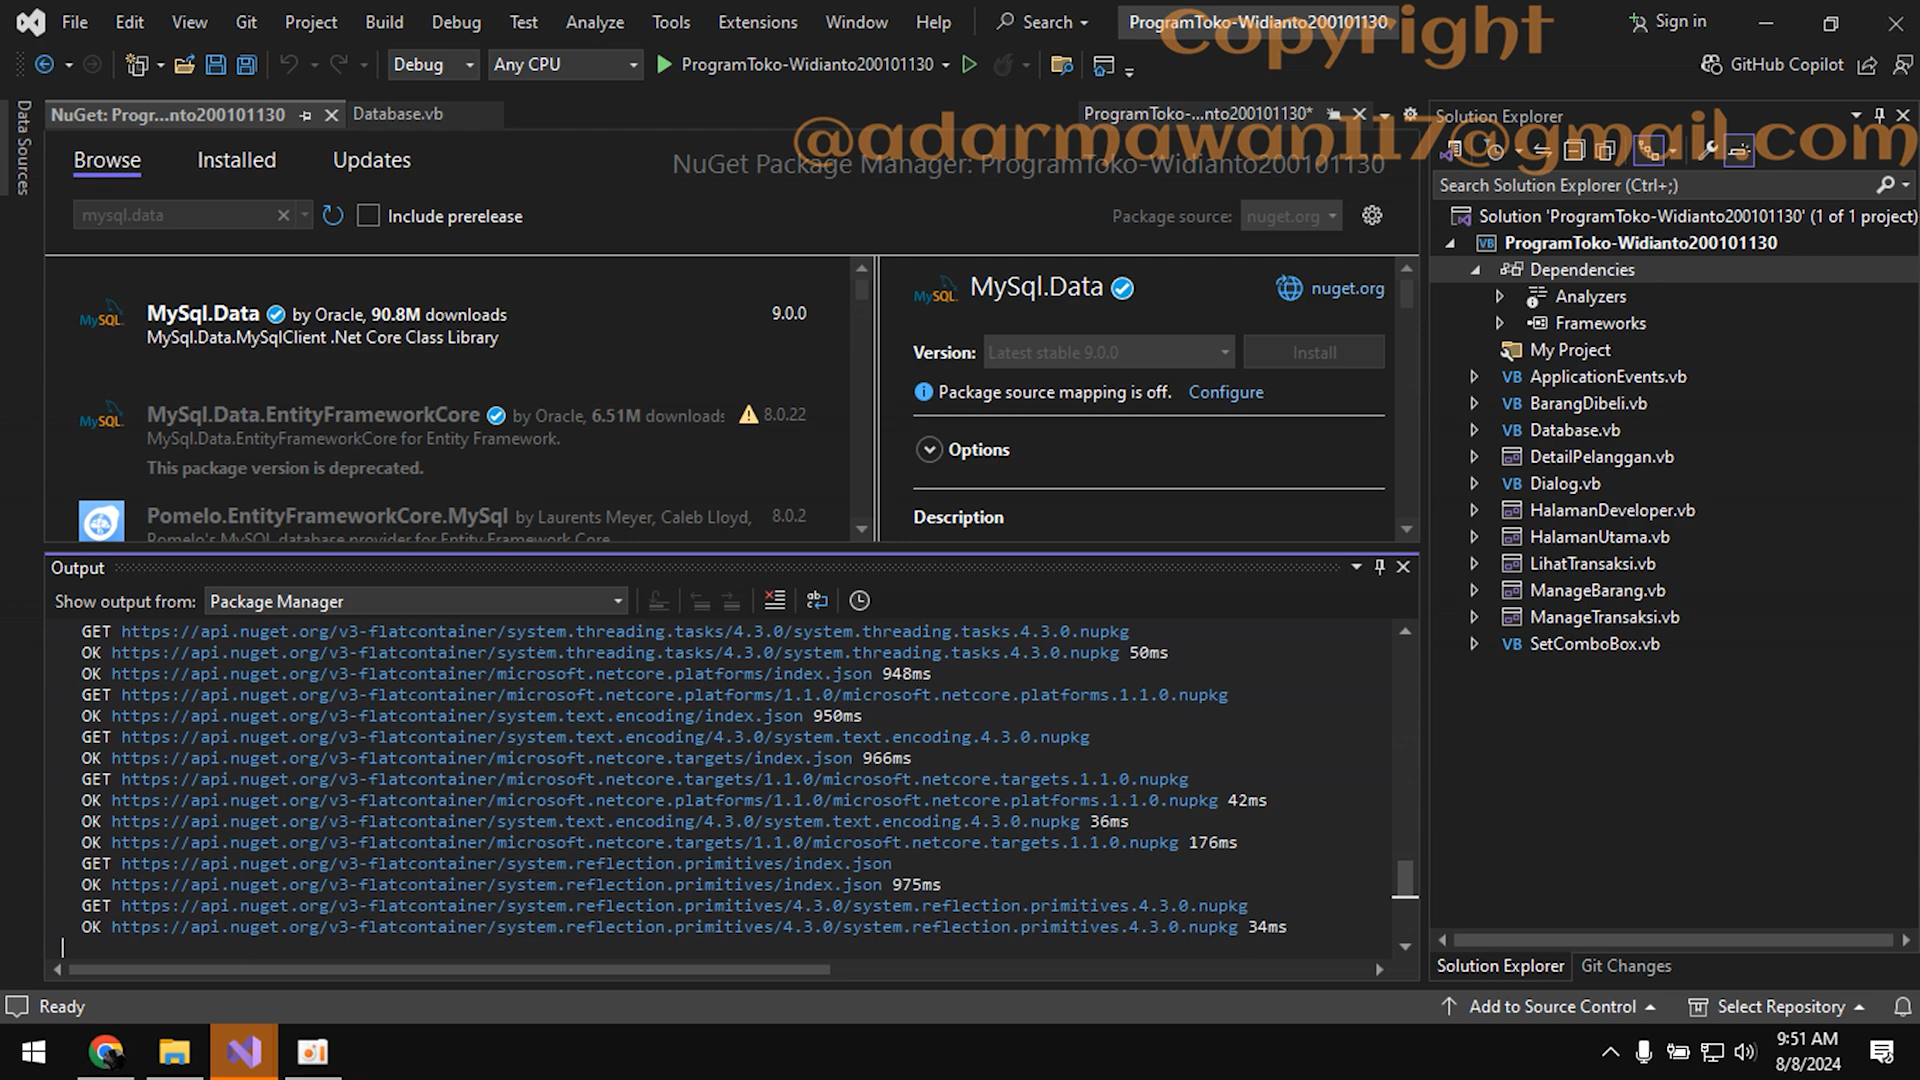 File Edit View Git Project Build Debug Test Analyze Tools Extensions Window Help Search ProgramToko-Widianto200101130 Sign in
Copyright
Debug Any CPU ProgramToko-Widianto200101130 GitHub Copilot
Data Sources
NuGet: Progr...nto200101130 Database.vb ProgramToko-...nto200101130*
@adarmawan117@gmail.com
Browse Installed Updates NuGet Package Manager: ProgramToko-Widianto200101130
mysql.data Include prerelease Package source: nuget.org
MySQL. MySql.Data by Oracle, 90.8M downloads 9.0.0
MySql.Data.MySqlClient .Net Core Class Library
MySQL. MySql.Data.EntityFrameworkCore by Oracle, 6.51M downloads 8.0.22
MySql.Data.EntityFrameworkCore for Entity Framework.
This package version is deprecated.
Pomelo.EntityFrameworkCore.MySql by Laurents Meyer, Caleb Lloyd, 8.0.2
Pomelo's MySQL database provider for Entity Framework Core
MySQL. MySql.Data nuget.org
Version: Latest stable 9.0.0 Install
Package source mapping is off. Configure
Options
Description
Output
Show output from: Package Manager
GET https://api.nuget.org/v3-flatcontainer/system.threading.tasks/4.3.0/system.threading.tasks.4.3.0.nupkg
OK https://api.nuget.org/v3-flatcontainer/system.threading.tasks/4.3.0/system.threading.tasks.4.3.0.nupkg 50ms
OK https://api.nuget.org/v3-flatcontainer/microsoft.netcore.platforms/index.json 948ms
GET https://api.nuget.org/v3-flatcontainer/microsoft.netcore.platforms/1.1.0/microsoft.netcore.platforms.1.1.0.nupkg
OK https://api.nuget.org/v3-flatcontainer/system.text.encoding/index.json 950ms
GET https://api.nuget.org/v3-flatcontainer/system.text.encoding/4.3.0/system.text.encoding.4.3.0.nupkg
OK https://api.nuget.org/v3-flatcontainer/microsoft.netcore.targets/index.json 966ms
GET https://api.nuget.org/v3-flatcontainer/microsoft.netcore.targets/1.1.0/microsoft.netcore.targets.1.1.0.nupkg
OK https://api.nuget.org/v3-flatcontainer/microsoft.netcore.platforms/1.1.0/microsoft.netcore.platforms.1.1.0.nupkg 42ms
OK https://api.nuget.org/v3-flatcontainer/system.text.encoding/4.3.0/system.text.encoding.4.3.0.nupkg 36ms
OK https://api.nuget.org/v3-flatcontainer/microsoft.netcore.targets/1.1.0/microsoft.netcore.targets.1.1.0.nupkg 176ms
GET https://api.nuget.org/v3-flatcontainer/system.reflection.primitives/index.json
OK https://api.nuget.org/v3-flatcontainer/system.reflection.primitives/index.json 975ms
GET https://api.nuget.org/v3-flatcontainer/system.reflection.primitives/4.3.0/system.reflection.primitives.4.3.0.nupkg
OK https://api.nuget.org/v3-flatcontainer/system.reflection.primitives/4.3.0/system.reflection.primitives.4.3.0.nupkg 34ms
Solution Explorer
Search Solution Explorer (Ctrl+;)
Solution 'ProgramToko-Widianto200101130' (1 of 1 project)
VB ProgramToko-Widianto200101130
Dependencies
Analyzers
Frameworks
My Project
VB ApplicationEvents.vb
VB BarangDibeli.vb
VB Database.vb
DetailPelanggan.vb
VB Dialog.vb
HalamanDeveloper.vb
HalamanUtama.vb
LihatTransaksi.vb
ManageBarang.vb
ManageTransaksi.vb
VB SetComboBox.vb
Solution Explorer Git Changes
Ready Add to Source Control Select Repository
9:51 AM
8/8/2024